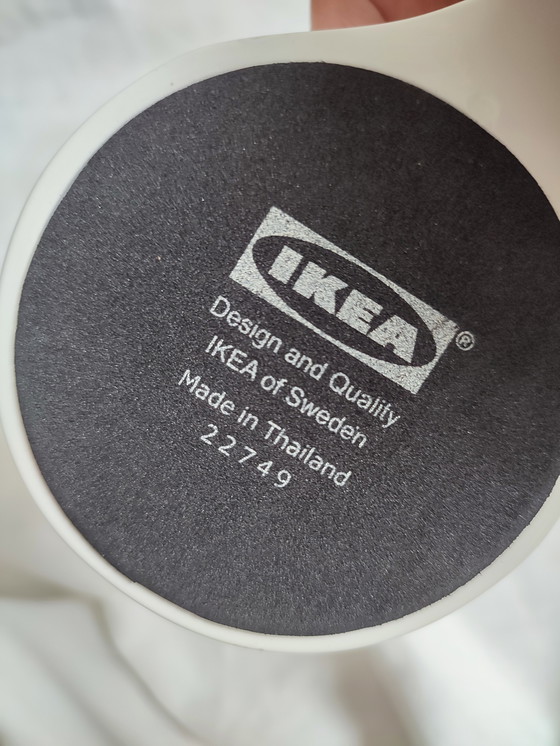 IKEA®
Design and Quality
IKEA of Sweden
Made in Thailand
22749